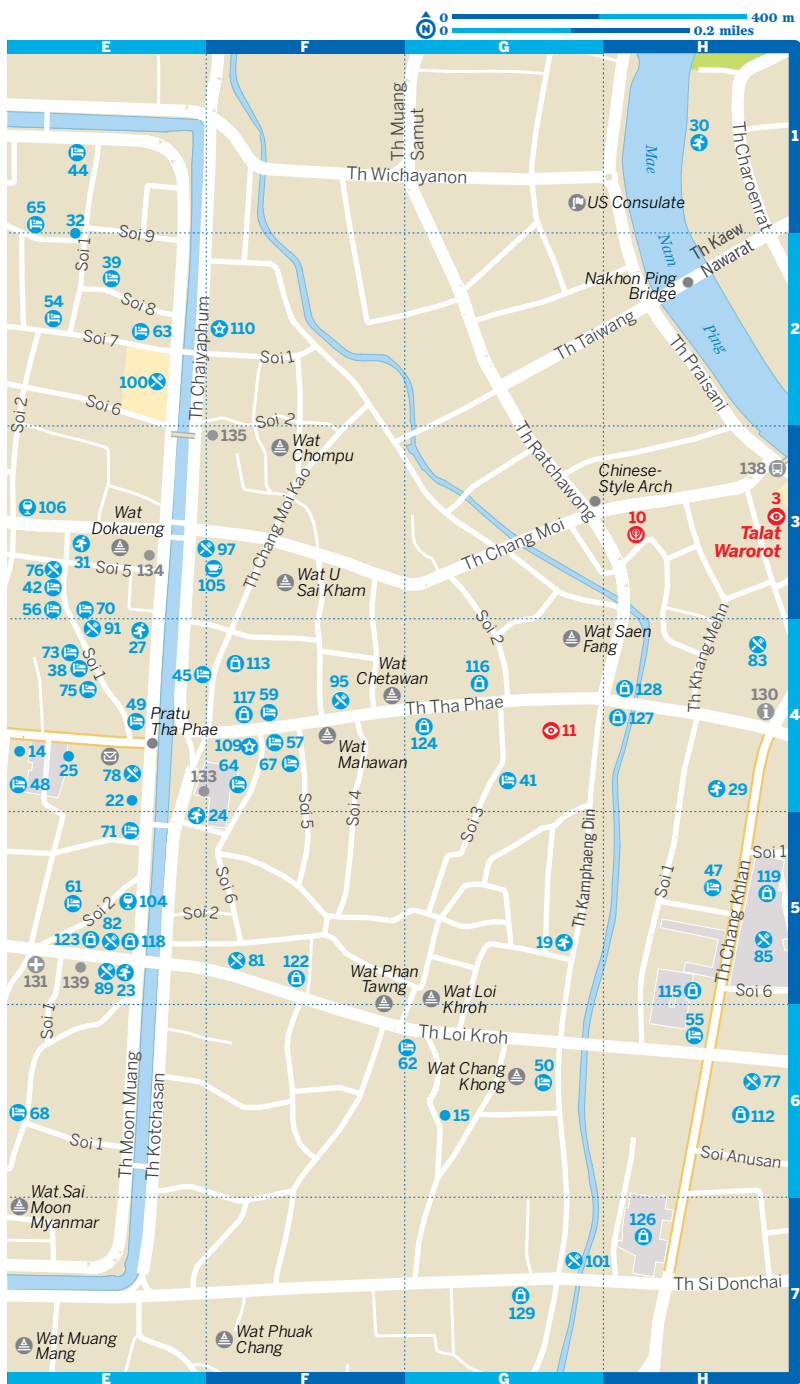 0 400 m
N 0 0.2 miles
E F G H
1
44
Th Muang
Samut
Th Wichayanon
30
Mae
Th Charoenrat
US Consulate
65
32
Soi 9
Soi 1
39
Soi 8
54
63
Soi 7
Th Chaiyaphum
110
Soi 1
Nam
Th Kaew
Nawarat
Nakhon Ping
Bridge
Ping
2
Th Taiwang
Th Praisani
100
Soi 6
Soi 2
Soi 2
135
Wat
Chompu
Th Ratchawong
Chinese-
Style Arch
138
3
Talat
Warorot
10
3
106
Wat
Dokaueng
31
Soi 5
134
97
105
Th Chang Moi Kao
Th Chang Moi
Wat U
Sai Kham
76
42
56
70
91
27
Soi 2
Wat Saen
Fang
Th Khang Mehn
83
73
38
75
Soi 1
45
113
Wat
Chetawan
116
128
130
49
117
59
95
Th Tha Phae
127
4
Pratu
Tha Phae
124
11
14
25
78
48
22
109
57
67
64
133
Wat
Mahawan
41
29
24
71
Soi 5
Soi 4
Soi 3
Th Kamphaeng Din
Soi 1
Soi 1
61
Soi 2
104
82
123
118
Soi 6
Soi 2
47
119
5
Th Chang Khlan
19
85
131
139
89
23
81
122
Wat Phan
Tawng
Wat Loi
Khroh
115
Soi 6
Soi 1
Th Loi Kroh
55
62
Wat Chang
Khong
50
77
6
68
Th Moon Muang
Th Kotchasan
15
112
Soi 1
Soi Anusan
Wat Sai
Moon
Myanmar
126
101
Th Si Donchai
7
129
Wat Muang
Mang
Wat Phuak
Chang
E F G H